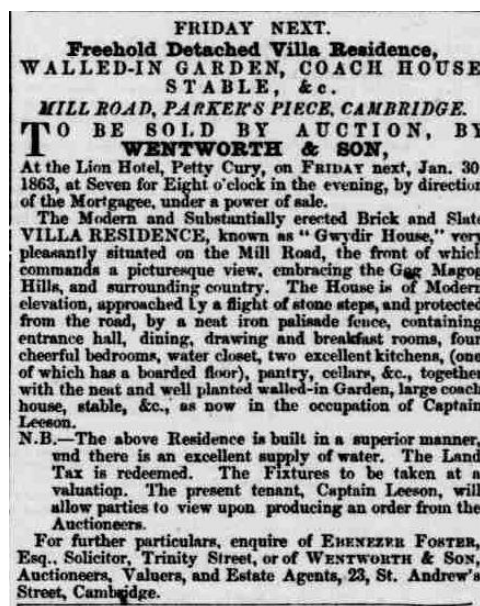 FRIDAY NEXT.
Freehold Detached Villa Residence,
WALLED-IN GARDEN, COACH HOUSE
STABLE, &c.
MILL ROAD, PARKER'S PIECE, CAMBRIDGE.
TO BE SOLD BY AUCTION, BY
WENTWORTH & SON,
At the Lion Hotel, Petty Cury, on FRIDAY next, Jan. 30
1863, at Seven for Eight o'clock in the evening, by direction
of the Mortgagee, under a power of sale.
The Modern and Substantially erected Brick and Slate
VILLA RESIDENCE, known as "Gwydir House," very
pleasantly situated on the Mill Road, the front of which
commands a picturesque view, embracing the Gog Magog
Hills, and surrounding country. The House is of Modern
elevation, approached by a flight of stone steps, and protected
from the road, by a neat iron palisade fence, containing
entrance hall, dining, drawing and breakfast rooms, four
cheerful bedrooms, water closet, two excellent kitchens, (one
of which has a boarded floor), pantry, cellars, &c., together
with the neat and well planted walled-in Garden, large coach
house, stable, &c., as now in the occupation of Captain
Leeson.
N.B.—The above Residence is built in a superior manner,
and there is an excellent supply of water. The Land
Tax is redeemed. The Fixtures to be taken at a
valuation. The present tenant, Captain Leeson, will
allow parties to view upon producing an order from the
Auctioneers.
For further particulars, enquire of EBENEZER FOSTER,
Esq., Solicitor, Trinity Street, or of WENTWORTH & SON,
Auctioneers, Valuers, and Estate Agents, 23, St. Andrew's
Street, Cambridge.